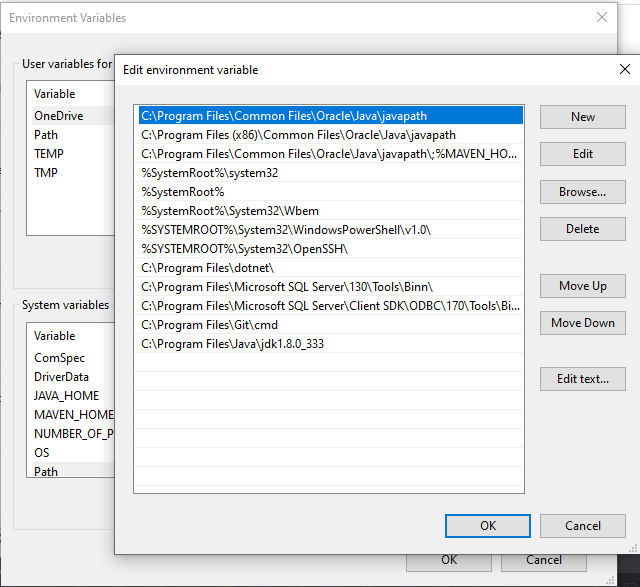 Environment Variables
User variables for
Variable
OneDrive
Path
TEMP
TMP
System variables
Variable
ComSpec
DriverData
JAVA_HOME
MAVEN_HOME
NUMBER_OF_P
OS
Path
OK
Cancel
Edit environment variable
C:\Program Files\Common Files\Oracle\Java\javapath
C:\Program Files (x86)\Common Files\Oracle\Java\javapath
C:\Program Files\Common Files\Oracle\Java\javapath\;%MAVEN_HO...
%SystemRoot%\system32
%SystemRoot%
%SystemRoot%\System32\Wbem
%SYSTEMROOT%\System32\WindowsPowerShell\v1.0\
%SYSTEMROOT%\System32\OpenSSH\
C:\Program Files\dotnet\
C:\Program Files\Microsoft SQL Server\130\Tools\Binn\
C:\Program Files\Microsoft SQL Server\Client SDK\ODBC\170\Tools\Bi...
C:\Program Files\Git\cmd
C:\Program Files\Java\jdk1.8.0_333
New
Edit
Browse...
Delete
Move Up
Move Down
Edit text...
OK
Cancel